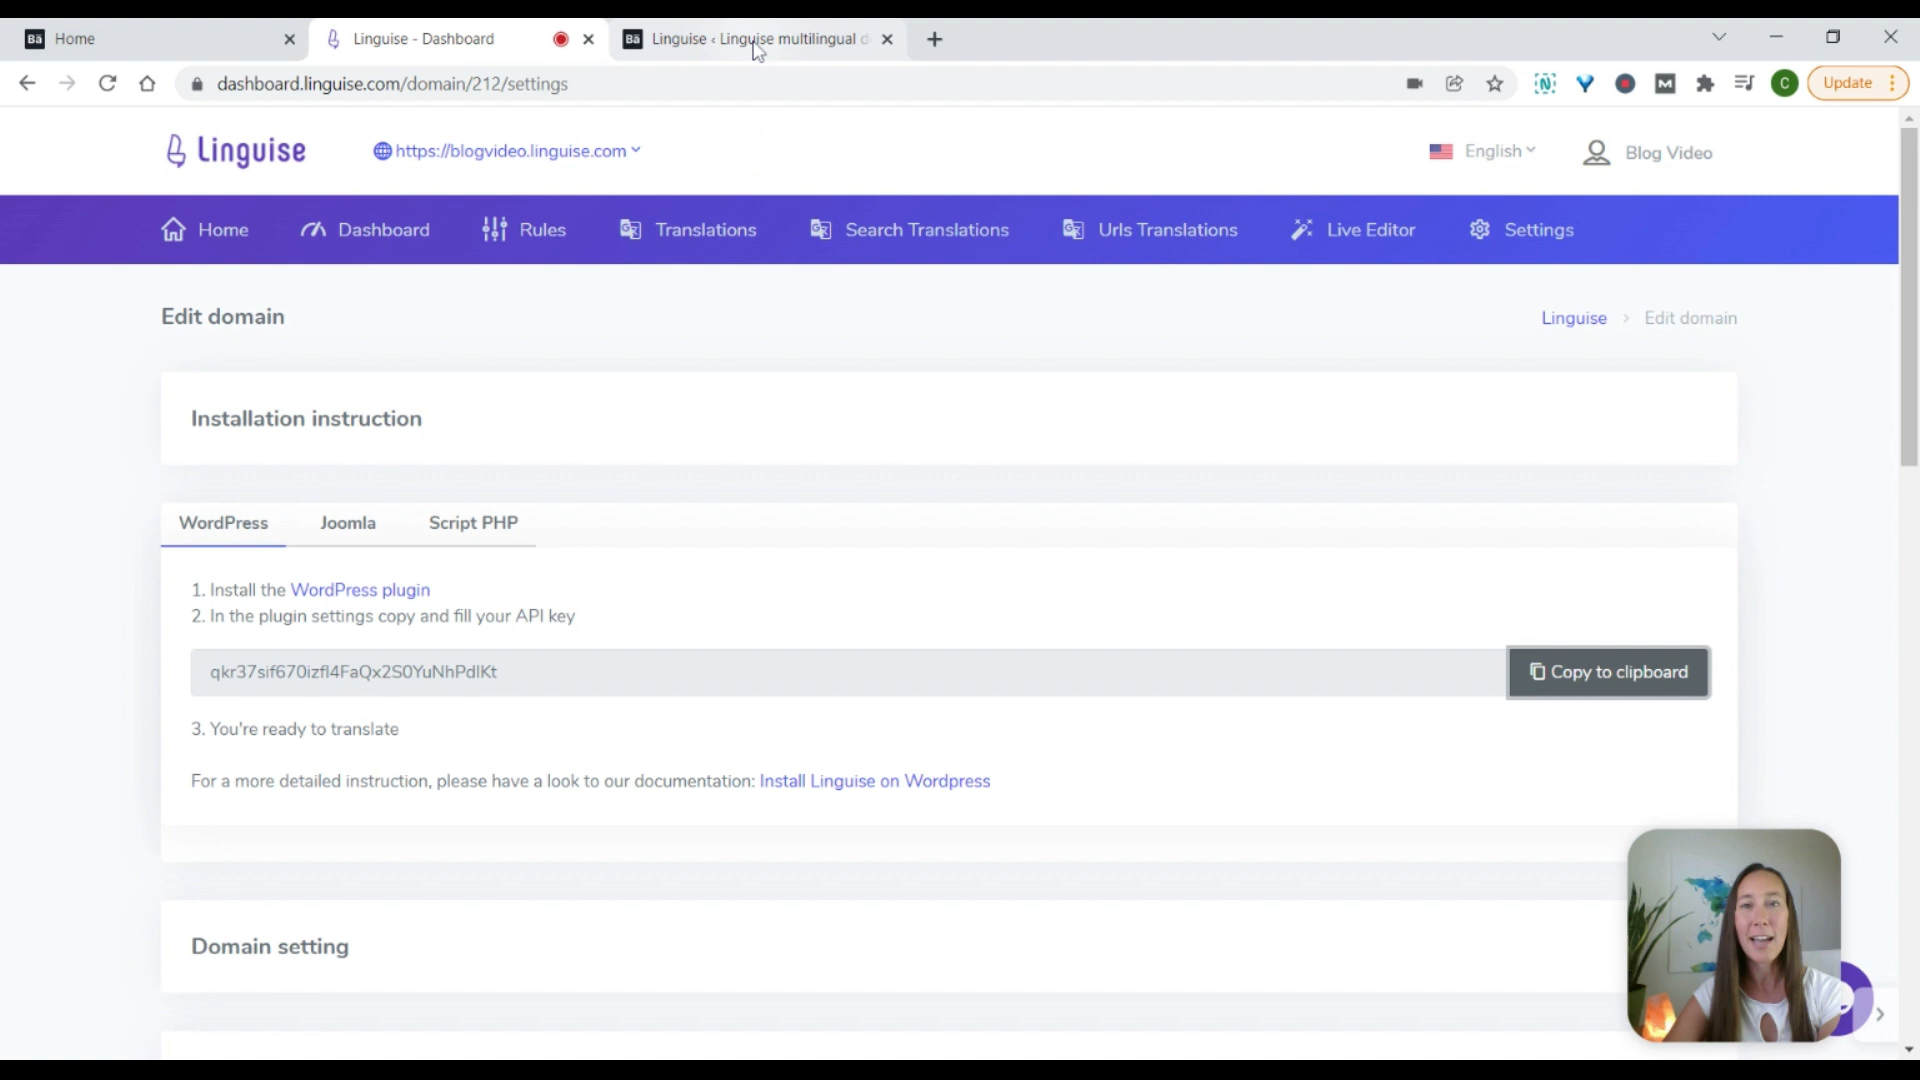 Home
Linguise - Dashboard
Linguise ‹ Linguise multilingual d
dashboard.linguise.com/domain/212/settings
Update
Linguise
https://blogvideo.linguise.com
English
Blog Video
Home
Dashboard
Rules
Translations
Search Translations
Urls Translations
Live Editor
Settings
Edit domain
Linguise > Edit domain
Installation instruction
WordPress
Joomla
Script PHP
1. Install the WordPress plugin
2. In the plugin settings copy and fill your API key
qkr37sif670izfl4FaQx2S0YuNhPdlKt
Copy to clipboard
3. You're ready to translate
For a more detailed instruction, please have a look to our documentation: Install Linguise on Wordpress
Domain setting